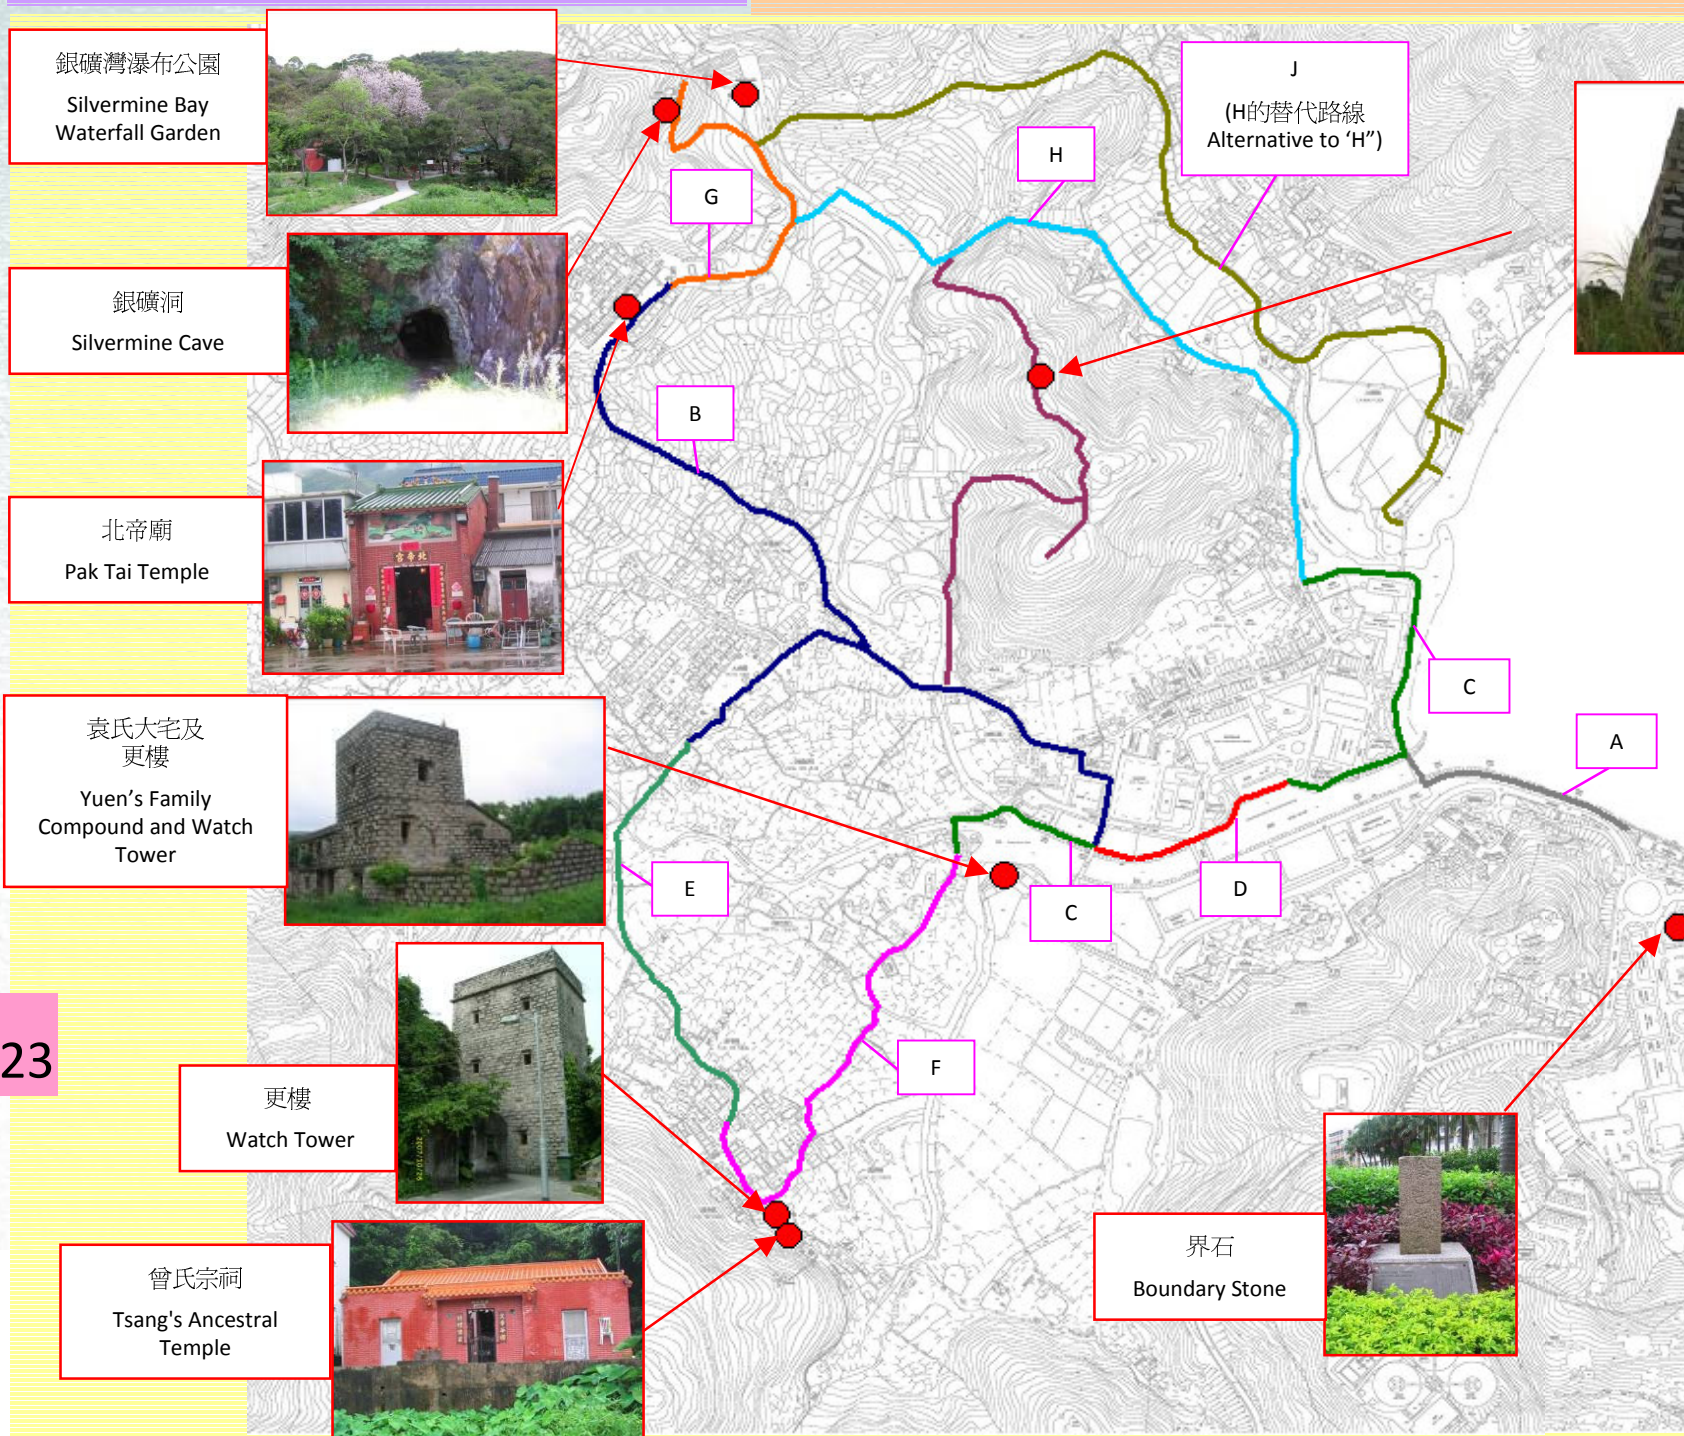 銀礦灣瀑布公園
Silvermine Bay
Waterfall Garden
銀礦洞
Silvermine Cave
北帝廟
Pak Tai Temple
袁氏大宅及
更樓
Yuen's Family
Compound and Watch
Tower
23
更樓
Watch Tower
曾氏宗祠
Tsang's Ancestral
Temple
J
(H的替代路線
Alternative to 'H")
H
G
B
C
A
E
C
D
F
界石
Boundary Stone